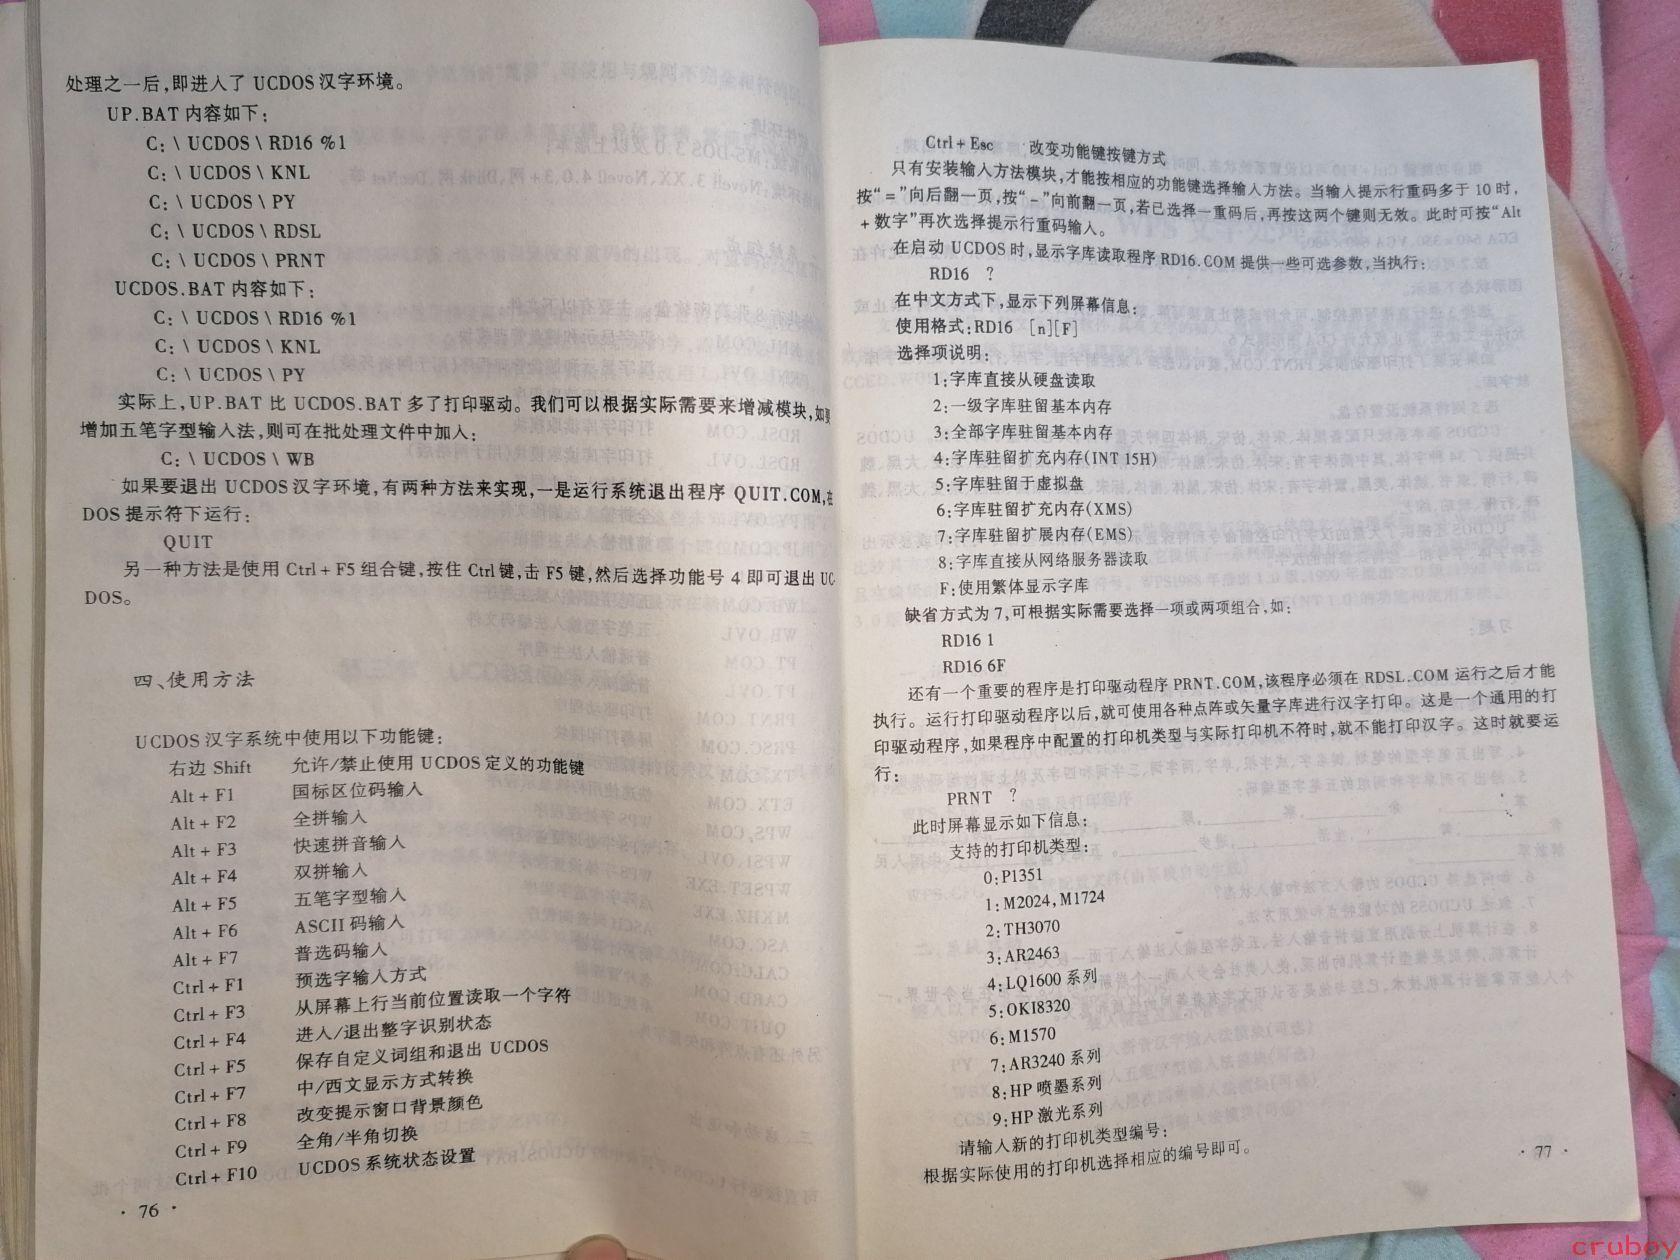 处理之一后,即进入了 UCDOS 汉字环境。
UP.BAT 内容如下:
C: \ UCDOS \ RD16 %1
C: \ UCDOS \ KNL
C: \ UCDOS \ PY
C: \ UCDOS \ RDSL
C: \ UCDOS \ PRNT
UCDOS.BAT 内容如下:
C: \ UCDOS \ RD16 %1
C: \ UCDOS \ KNL
C: \ UCDOS \ PY
实际上,UP.BAT 比 UCDOS.BAT 多了打印驱动。我们可以根据实际需要来增减模块,如要
增加五笔字型输入法,则可在批处理文件中加入:
C: \ UCDOS \ WB
如果要退出 UCDOS 汉字环境,有两种方法来实现,一是运行系统退出程序 QUIT.COM,在
DOS 提示符下运行:
QUIT
另一种方法是使用 Ctrl + F5 组合键,按住 Ctrl 键,击 F5 键,然后选择功能号 4 即可退出 UC-
DOS。
四、使用方法
UCDOS 汉字系统中使用以下功能键:
右边 Shift 允许/禁止使用 UCDOS 定义的功能键
Alt + F1 国标区位码输入
Alt + F2 全拼输入
Alt + F3 快速拼音输入
Alt + F4 双拼输入
Alt + F5 五笔字型输入
Alt + F6 ASCII 码输入
Alt + F7 普选码输入
Ctrl + F1 预选字输入方式
Ctrl + F3 从屏幕上行当前位置读取一个字符
Ctrl + F4 进入/退出整字识别状态
Ctrl + F5 保存自定义词组和退出 UCDOS
Ctrl + F7 中/西文显示方式转换
Ctrl + F8 改变提示窗口背景颜色
Ctrl + F9 全角/半角切换
Ctrl + F10 UCDOS 系统状态设置
· 76 ·
Ctrl + Esc 改变功能键按键方式
只有安装输入方法模块,才能按相应的功能键选择输入方法。当输入提示行重码多于 10 时,
按“=”向后翻一页,按“-”向前翻一页,若已选择一重码后,再按这两个键则无效。此时可按“Alt
+ 数字”再次选择提示行重码输入。
在启动 UCDOS 时,显示字库读取程序 RD16.COM 提供一些可选参数,当执行:
RD16 ?
在中文方式下,显示下列屏幕信息:
使用格式:RD16 [n][F]
选择项说明:
1:字库直接从硬盘读取
2:一级字库驻留基本内存
3:全部字库驻留基本内存
4:字库驻留扩充内存(INT 15H)
5:字库驻留于虚拟盘
6:字库驻留扩充内存(XMS)
7:字库驻留扩展内存(EMS)
8:字库直接从网络服务器读取
F:使用繁体显示字库
缺省方式为 7,可根据实际需要选择一项或两项组合,如:
RD16 1
RD16 6F
还有一个重要的程序是打印驱动程序 PRNT.COM,该程序必须在 RDSL.COM 运行之后才能
执行。运行打印驱动程序以后,就可使用各种点阵或矢量字库进行汉字打印。这是一个通用的打
印驱动程序,如果程序中配置的打印机类型与实际打印机不符时,就不能打印汉字。这时就要运
行:
PRNT ?
此时屏幕显示如下信息:
支持的打印机类型:
0:P1351
1:M2024,M1724
2:TH3070
3:AR2463
4:LQ1600 系列
5:OKI8320
6:M1570
7:AR3240 系列
8:HP 喷墨系列
9:HP 激光系列
请输入新的打印机类型编号:
根据实际使用的打印机选择相应的编号即可。
· 77 ·
cruboy